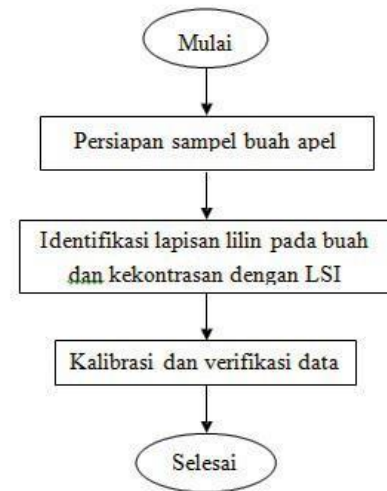 Mulai
Persiapan sampel buah apel
Identifikasi lapisan lilin pada buah
dan kekontrasan dengan LSI
Kalibrasi dan verifikasi data
Selesai